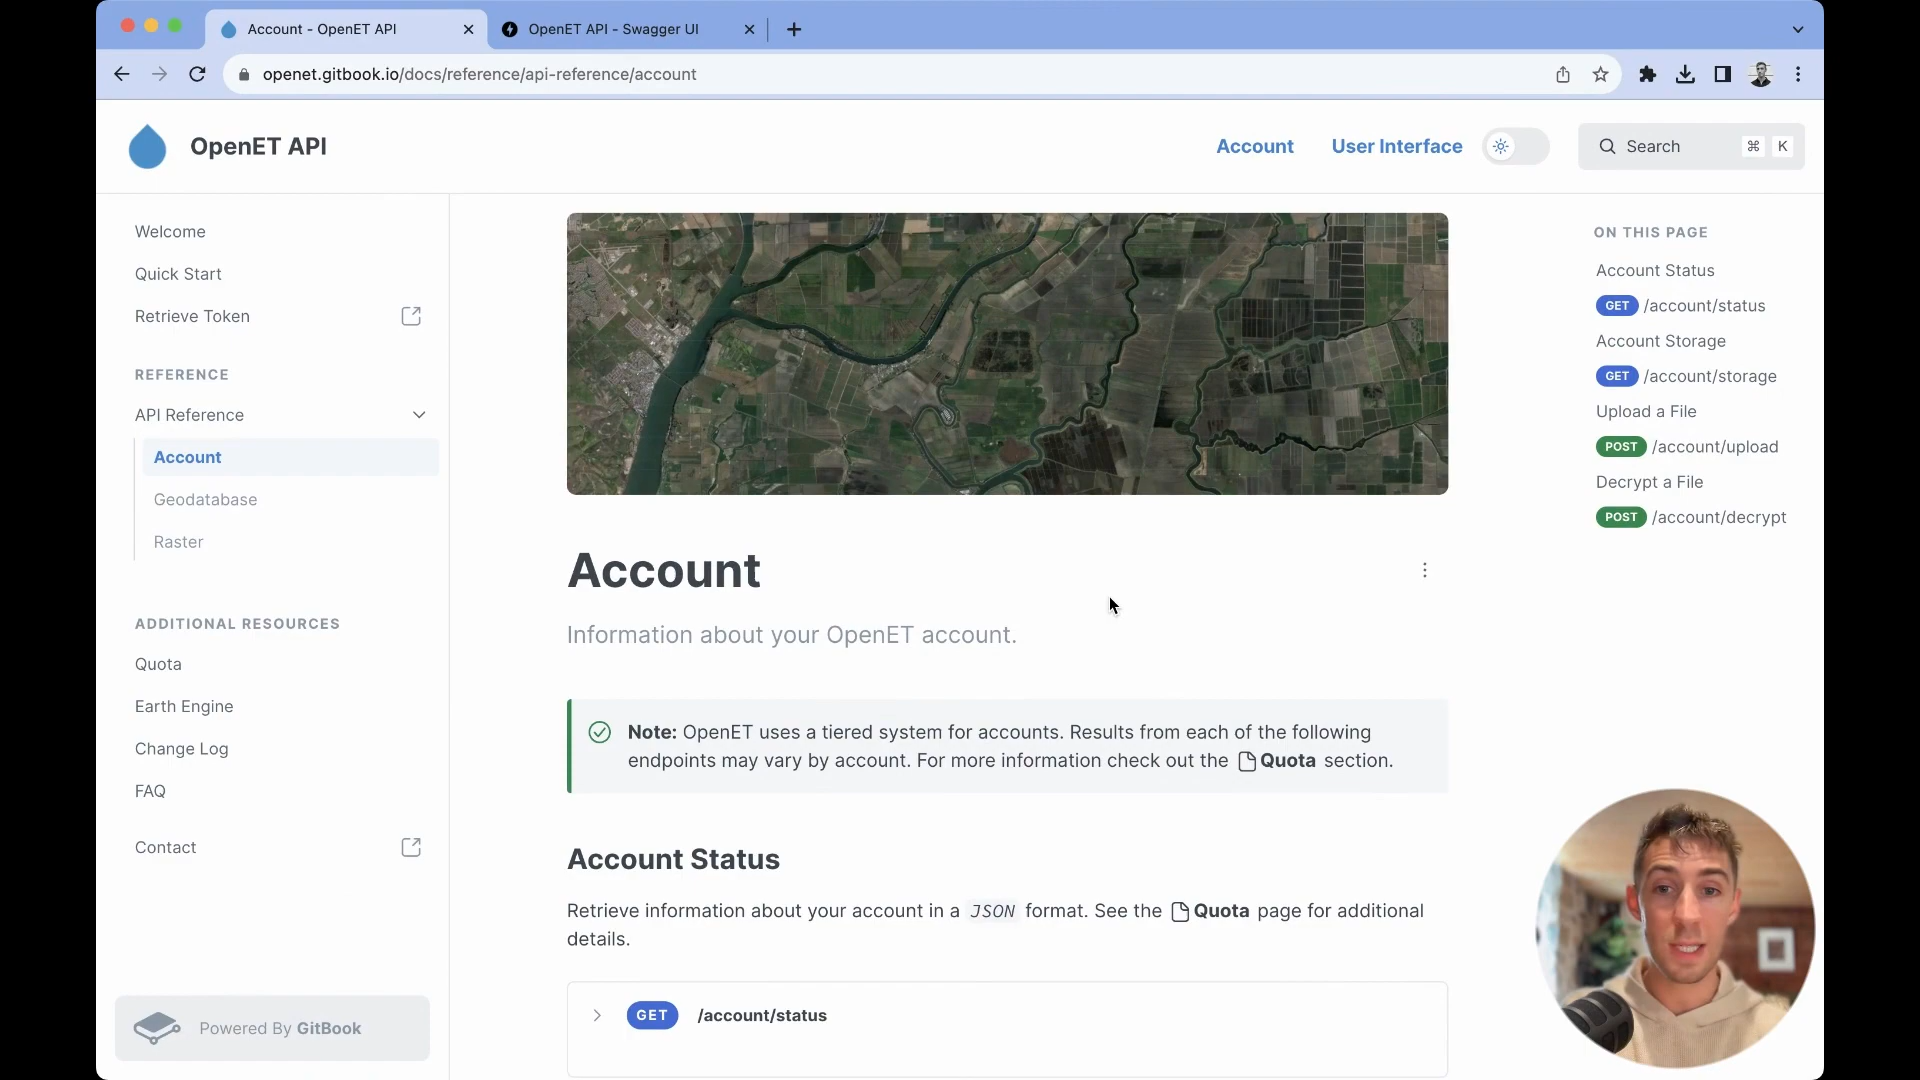 Account - OpenET API
OpenET API - Swagger UI
openet.gitbook.io/docs/reference/api-reference/account
OpenET API
Account
User Interface
Search
⌘ K
Welcome
Quick Start
Retrieve Token
REFERENCE
API Reference
Account
Geodatabase
Raster
ADDITIONAL RESOURCES
Quota
Earth Engine
Change Log
FAQ
Contact
Powered By GitBook
Account
Information about your OpenET account.
Note: OpenET uses a tiered system for accounts. Results from each of the following
endpoints may vary by account. For more information check out the Quota section.
Account Status
Retrieve information about your account in a JSON format. See the Quota page for additional
details.
GET /account/status
ON THIS PAGE
Account Status
GET /account/status
Account Storage
GET /account/storage
Upload a File
POST /account/upload
Decrypt a File
POST /account/decrypt